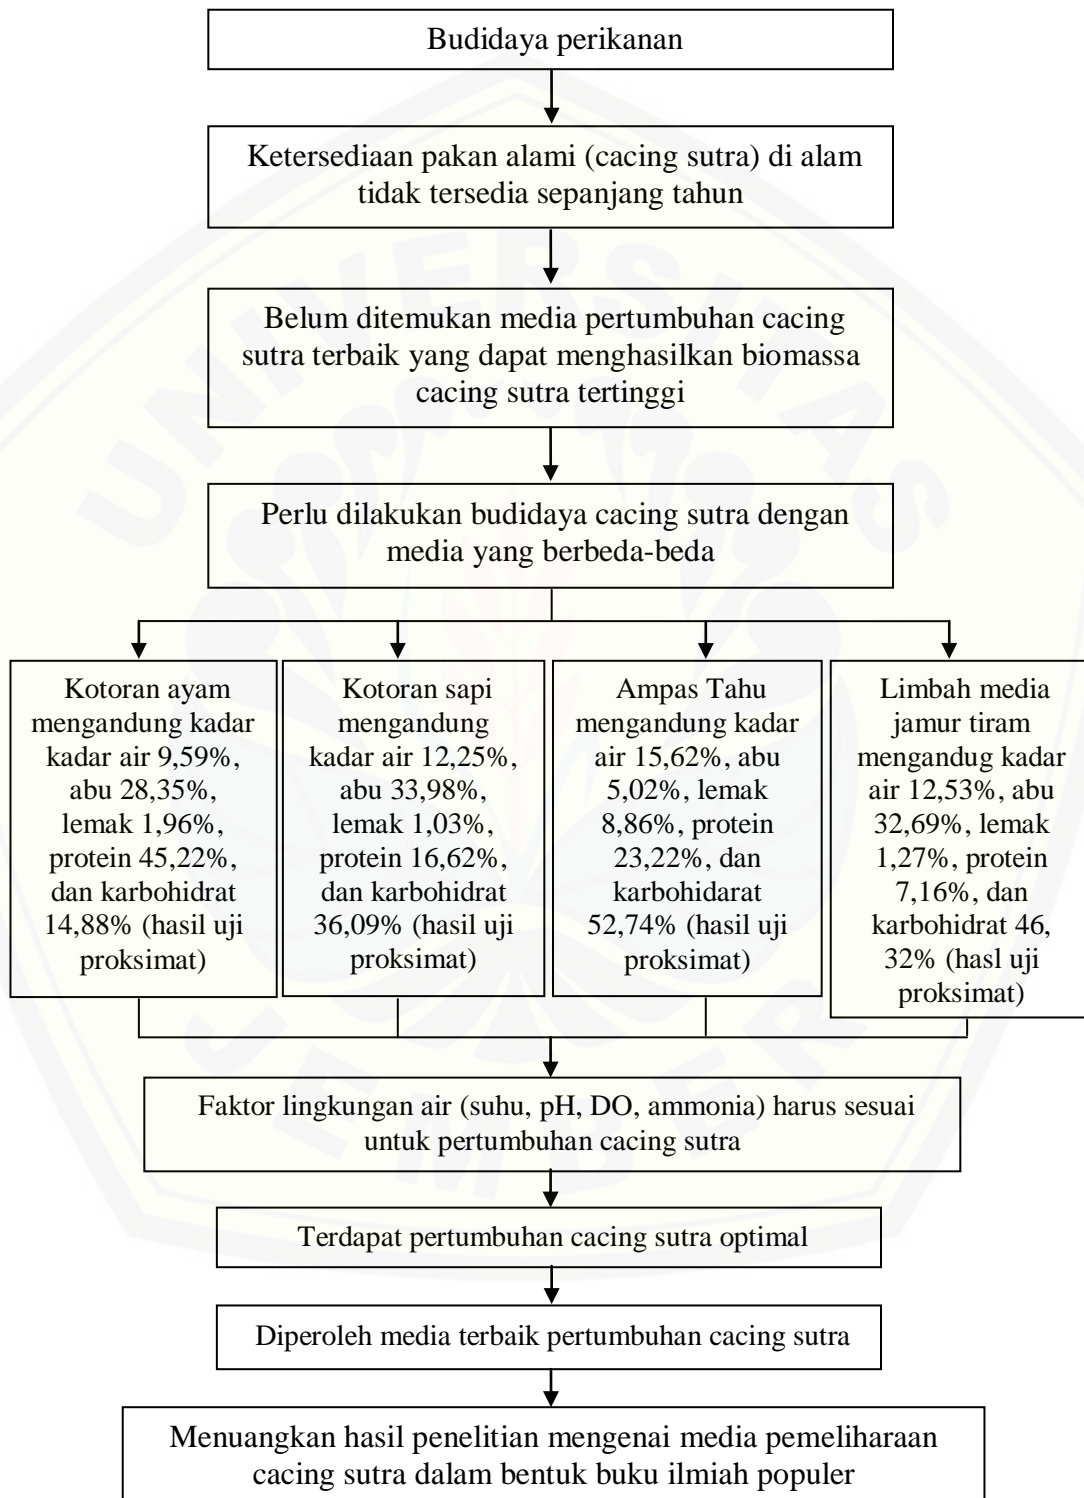 Budidaya perikanan
Ketersediaan pakan alami (cacing sutra) di alam
tidak tersedia sepanjang tahun
Belum ditemukan media pertumbuhan cacing
sutra terbaik yang dapat menghasilkan biomassa
cacing sutra tertinggi
Perlu dilakukan budidaya cacing sutra dengan
media yang berbeda-beda
Kotoran ayam
mengandung kadar
kadar air 9,59%,
abu 28,35%,
lemak 1,96%,
protein 45,22%,
dan karbohidrat
14,88% (hasil uji
proksimat)
Kotoran sapi
mengandung
kadar air 12,25%,
abu 33,98%,
lemak 1,03%,
protein 16,62%,
dan karbohidrat
36,09% (hasil uji
proksimat)
Ampas Tahu
mengandung kadar
air 15,62%, abu
5,02%, lemak
8,86%, protein
23,22%, dan
karbohidarat
52,74% (hasil uji
proksimat)
Limbah media
jamur tiram
mengandug kadar
air 12,53%, abu
32,69%, lemak
1,27%, protein
7,16%, dan
karbohidrat 46,
32% (hasl uji
proksimat)
Faktor lingkungan air (suhu, pH, DO, ammonia) harus sesuai
untuk pertumbuhan cacing sutra
Terdapat pertumbuhan cacing sutra optimal
Diperoleh media terbaik pertumbuhan cacing sutra
Menuangkan hasil penelitian mengenai media pemeliharaan
cacing sutra dalam bentuk buku ilmiah populer
UNIVERSITAS
JEMBER